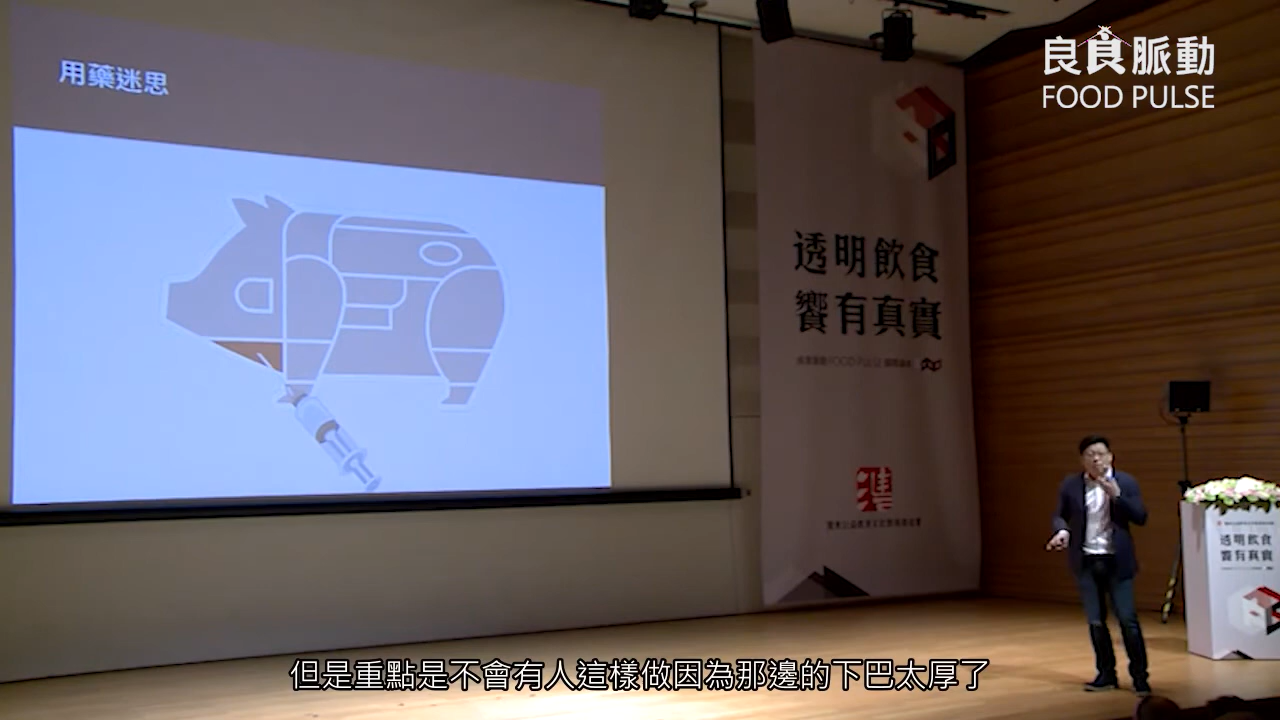 用藥迷思
良食脈動
FOOD PULSE
透明飲食
饗有真實
透明飲食
饗有真實
但是重點是不會有人這樣做因為那邊的下巴太厚了